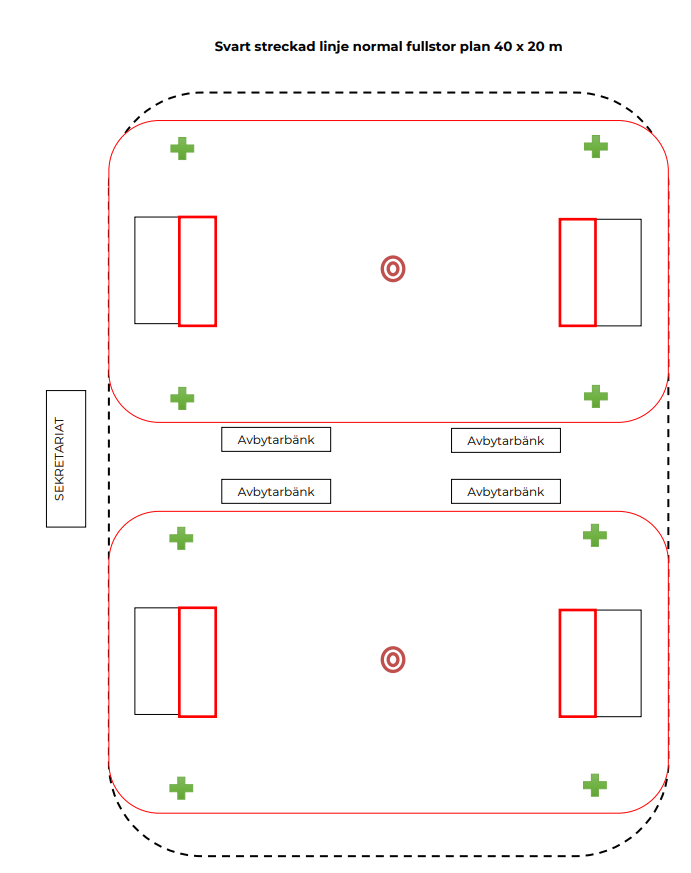 Svart streckad linje normal fullstor plan 40 x 20 m
Avbytarbänk
Avbytarbänk
SEKRETARIAT
Avbytarbänk
Avbytarbänk